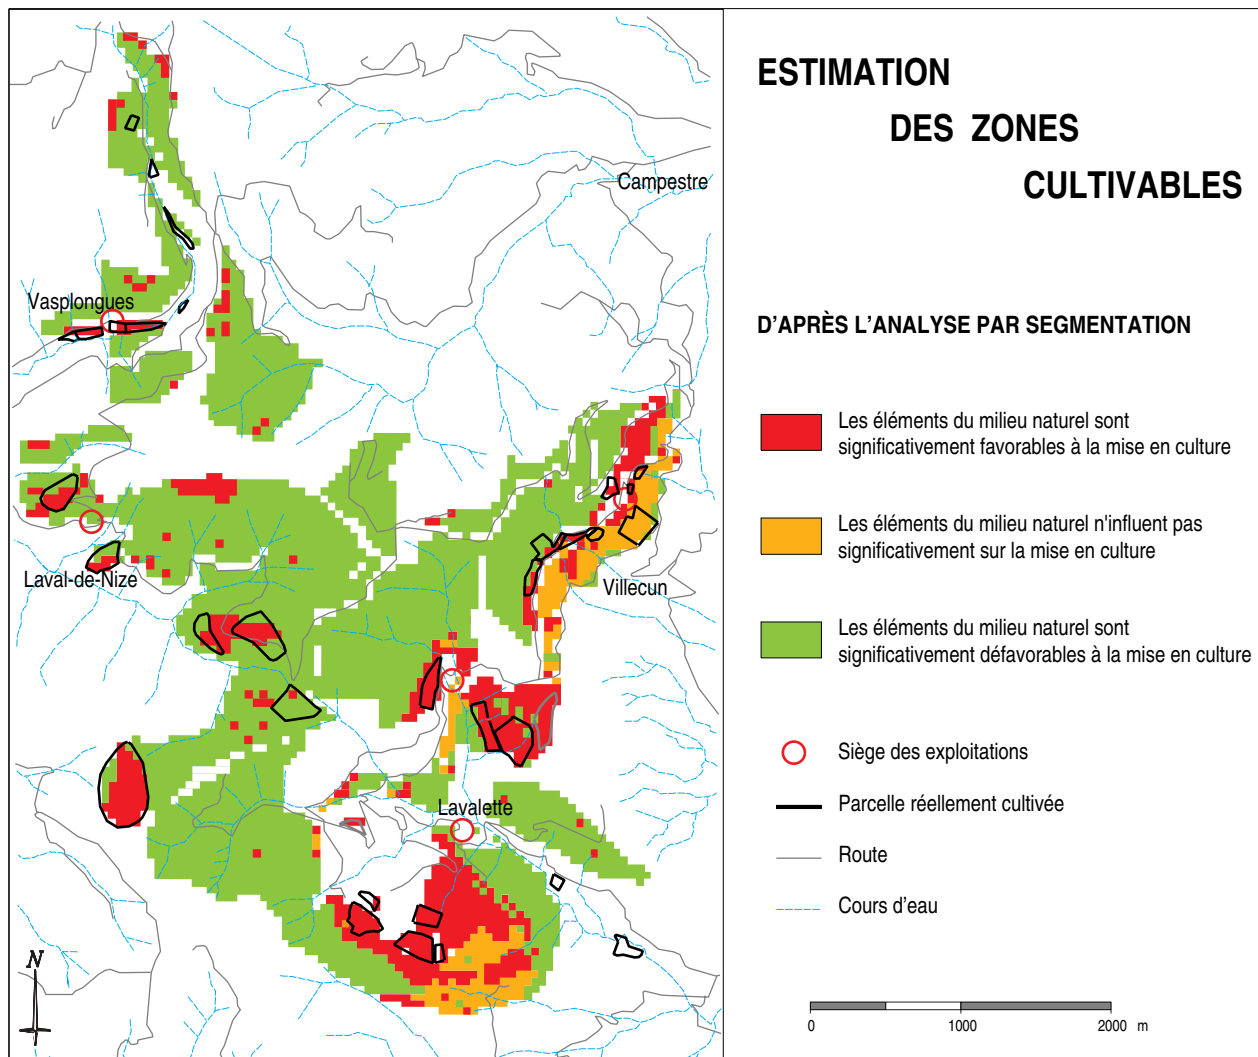 ESTIMATION
DES ZONES
CULTIVABLES
D'APRÈS L'ANALYSE PAR SEGMENTATION
Les éléments du milieu naturel sont
significativement favorables à la mise en culture
Les éléments du milieu naturel n'influent pas
significativement sur la mise en culture
Les éléments du milieu naturel sont
significativement défavorables à la mise en culture
Siège des exploitations
Parcelle réellement cultivée
Route
Cours d'eau
0 1000 2000 m
Campestre
Vasplongues
Laval-de-Nize
Villecun
Lavalette
N